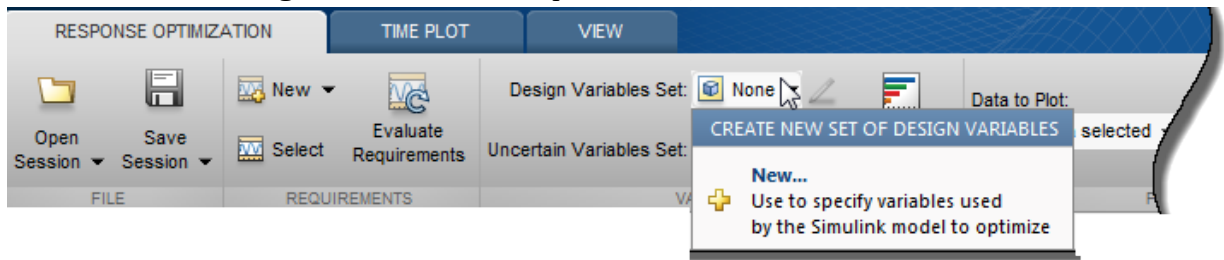 RESPONSE OPTIMIZATION TIME PLOT VIEW
New
Design Variables Set: None
Data to Plot:
Open Session
Save Session
Select
Evaluate Requirements
Uncertain Variables Set:
selected
FILE REQUIREMENTS
CREATE NEW SET OF DESIGN VARIABLES
New...
Use to specify variables used
by the Simulink model to optimize